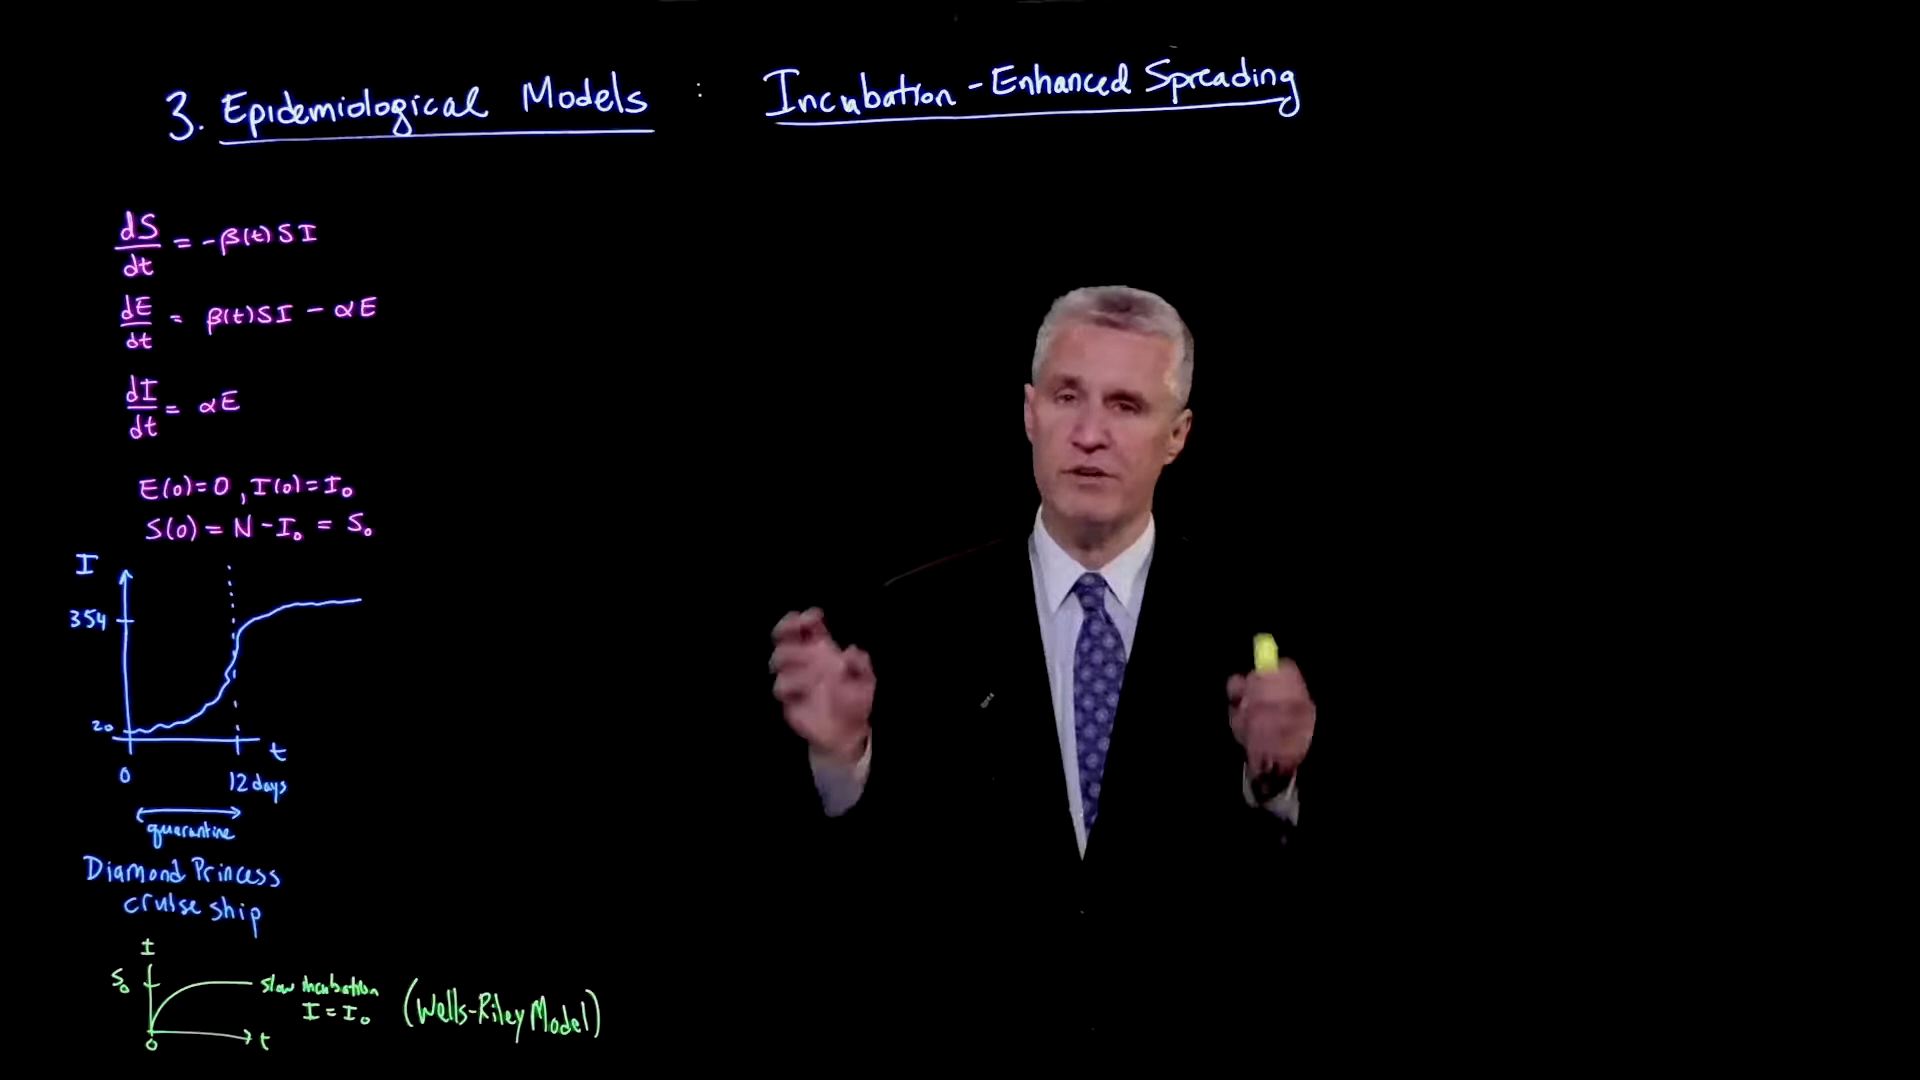 3. Epidemiological Models : Incubation-Enhanced Spreading
dS/dt = -β(t)SI
dE/dt = β(t)SI - αE
dI/dt = αE
E(0)=0, I(0)=I₀
S(0)=N-I₀ = S₀
I
354
20
t
0
12 days
quarantine
Diamond Princess
cruise ship
I
S₀
slow incubation
I=I₀
(Wells-Riley Model)
0
t